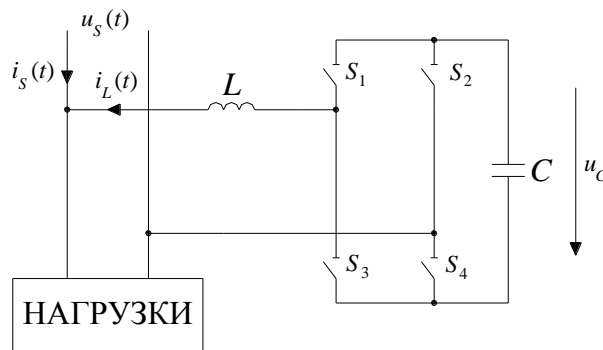 u_S(t)
i_S(t)
i_L(t)
L
S_1
S_2
C
u_C
S_3
S_4
НАГРУЗКИ